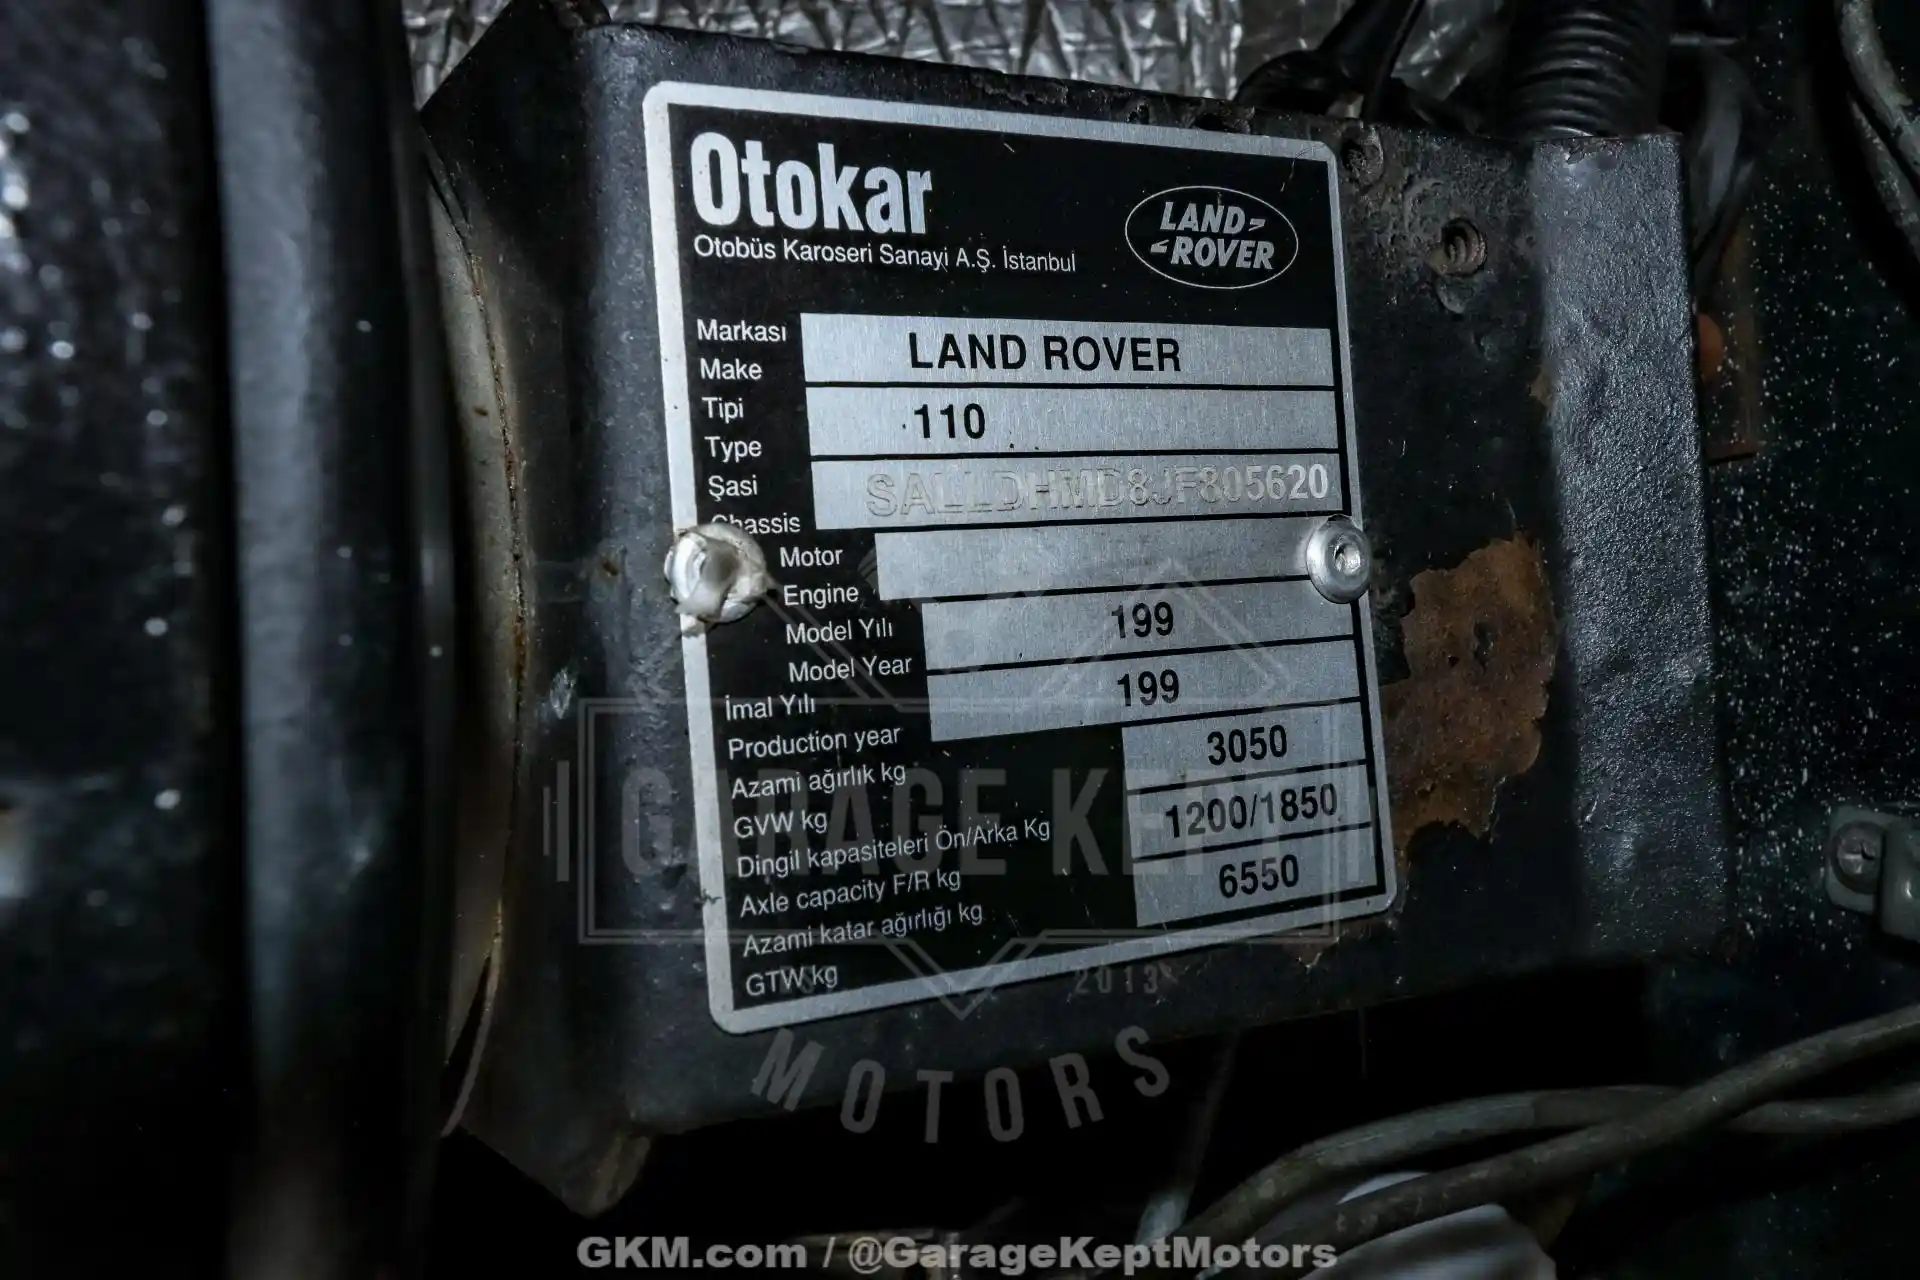 Otokar
Otobüs Karoseri Sanayi A.Ş. İstanbul
LAND
ROVER
Markası
Make
LAND ROVER
Tipi
Type
110
Şasi
Chassis
SALLDHMD8JF805620
Motor
Engine
Model Yılı
Model Year
199
İmal Yılı
Production year
199
Azami ağırlık kg
GVW kg
3050
Dingil kapasiteleri Ön/Arka Kg
Axle capacity F/R kg
1200/1850
Azami katar ağırlığı kg
GTW kg
6550
GARAGE KEPT
2013
MOTORS
GKM.com / @GarageKeptMotors